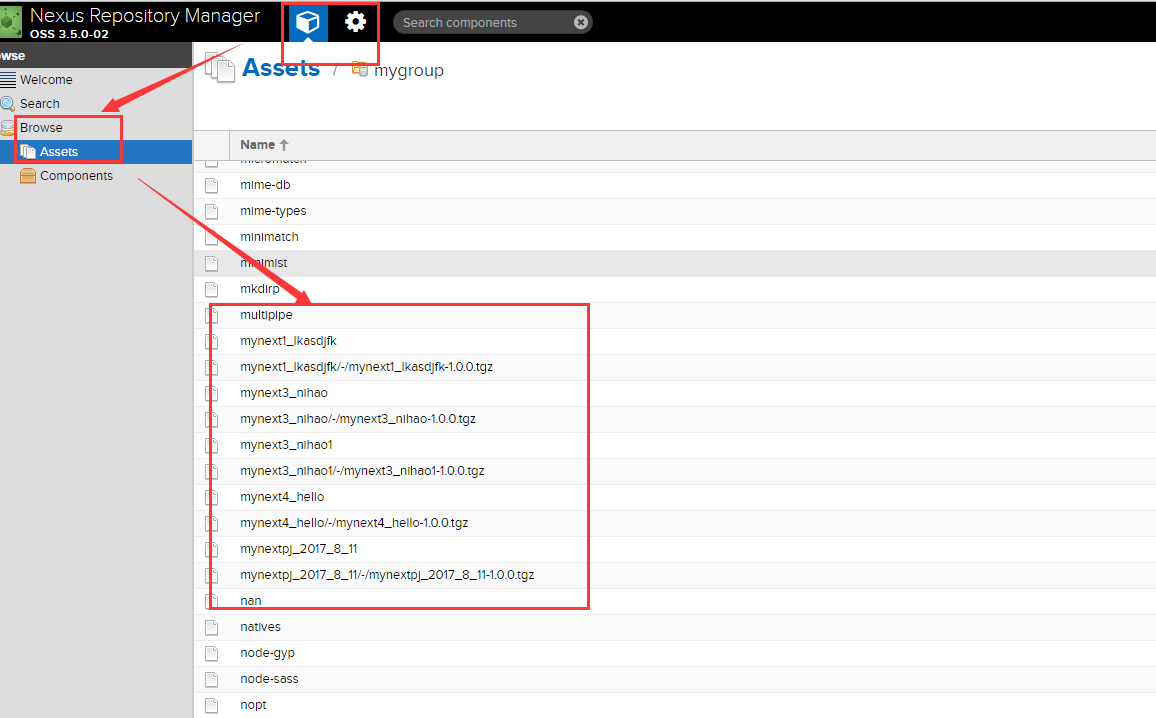 Nexus Repository Manager
OSS 3.5.0-02
Search components
owse
Welcome
Search
Browse
Assets
Components
Assets / mygroup
Name
micromatch
mime-db
mime-types
minimatch
minimist
mkdirp
multipipe
mynext1_lkasdjfk
mynext1_lkasdjfk/-/mynext1_lkasdjfk-1.0.0.tgz
mynext3_nihao
mynext3_nihao/-/mynext3_nihao-1.0.0.tgz
mynext3_nihao1
mynext3_nihao1/-/mynext3_nihao1-1.0.0.tgz
mynext4_hello
mynext4_hello/-/mynext4_hello-1.0.0.tgz
mynextpj_2017_8_11
mynextpj_2017_8_11/-/mynextpj_2017_8_11-1.0.0.tgz
nan
natives
node-gyp
node-sass
nopt